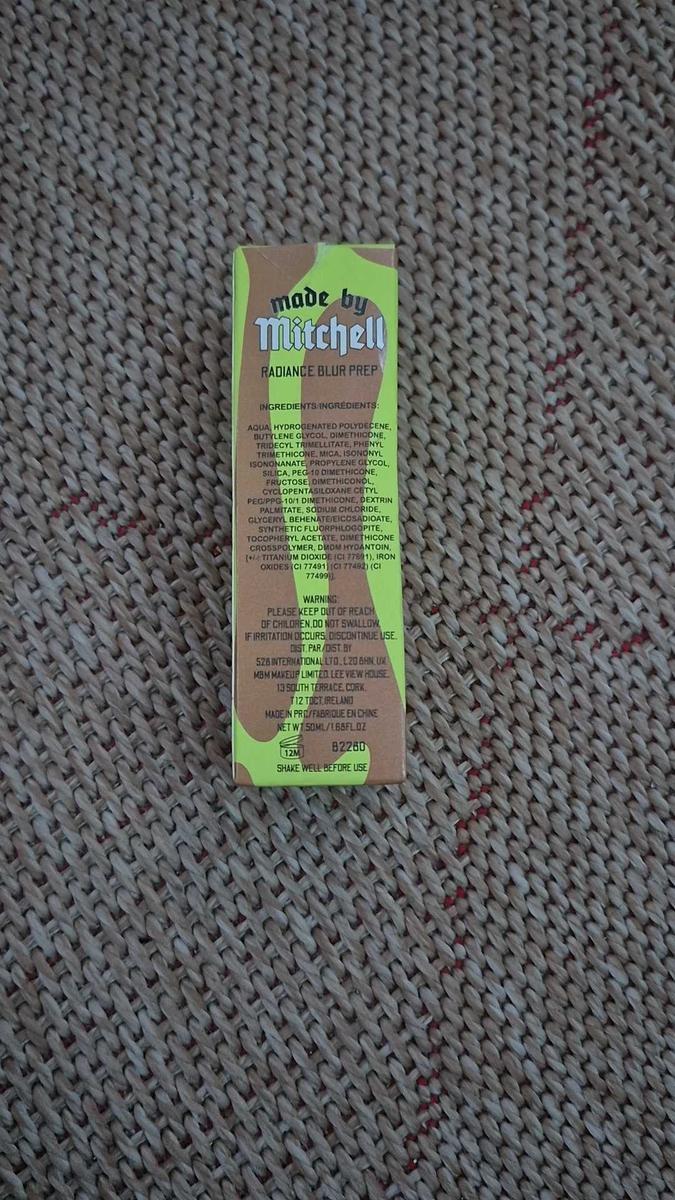 made by
Mitchell
RADIANCE BLUR PREP
INGREDIENTS/INGRÉDIENTS:
AQUA, HYDROGENATED POLYDECENE,
BUTYLENE GLYCOL, DIMETHICONE,
TRIDECYL TRIMELLITATE, PHENYL
TRIMETHICONE, MICA, ISONONYL
ISONONANATE, PROPYLENE GLYCOL,
SILICA, PEG-10 DIMETHICONE,
FRUCTOSE, DIMETHICONOL,
CYCLOPENTASILOXANE CETYL
PEG/PPG-10/1 DIMETHICONE, DEXTRIN
PALMITATE, SODIUM CHLORIDE,
GLYCERYL BEHENATE/EICOSADIOATE,
SYNTHETIC FLUORPHLOGOPITE,
TOCOPHERYL ACETATE, DIMETHICONE
CROSSPOLYMER, DMDM HYDANTOIN,
[+/-: TITANIUM DIOXIDE (CI 77891), IRON
OXIDES (CI 77491) (CI 77492) (CI
77499)].
WARNING:
PLEASE KEEP OUT OF REACH
OF CHILDREN, DO NOT SWALLOW,
IF IRRITATION OCCURS, DISCONTINUE USE.
DIST. PAR/DIST. BY
528 INTERNATIONAL LTD., L20 8HN, UK
MBM MAKEUP LIMITED, LEE VIEW HOUSE,
13 SOUTH TERRACE, CORK,
T12 T0CT, IRELAND
MADE IN PRC/FABRIQUE EN CHINE
NET WT 50ML/1.69FL.OZ
12M
B2280
SHAKE WELL BEFORE USE